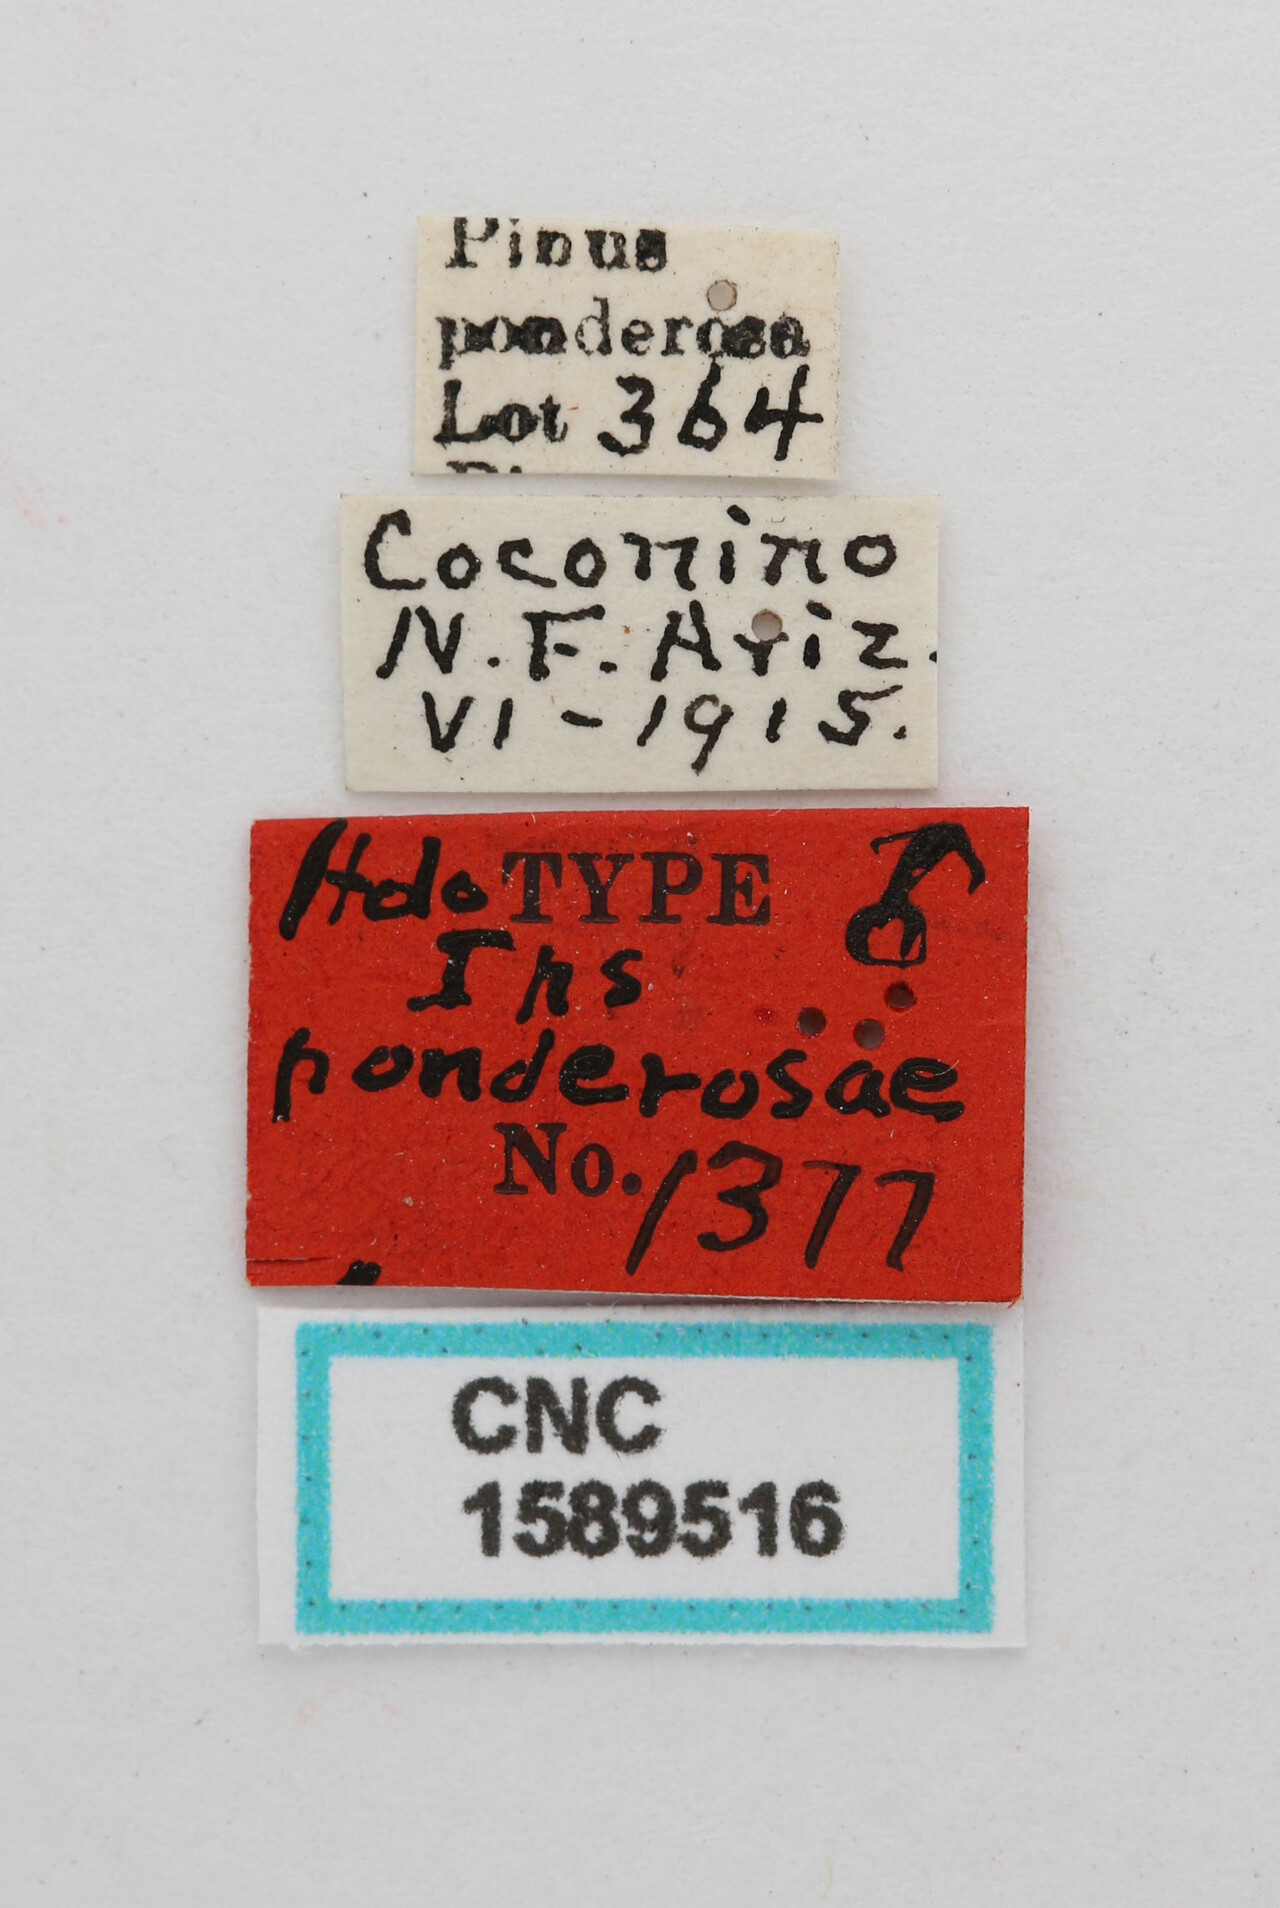 Pinus
ponderosa
Lot 364
Coconino
N.F. Ariz.
VI-1915.
HoloTYPE ♂
Ips
ponderosae
No. 1377
CNC
1589516